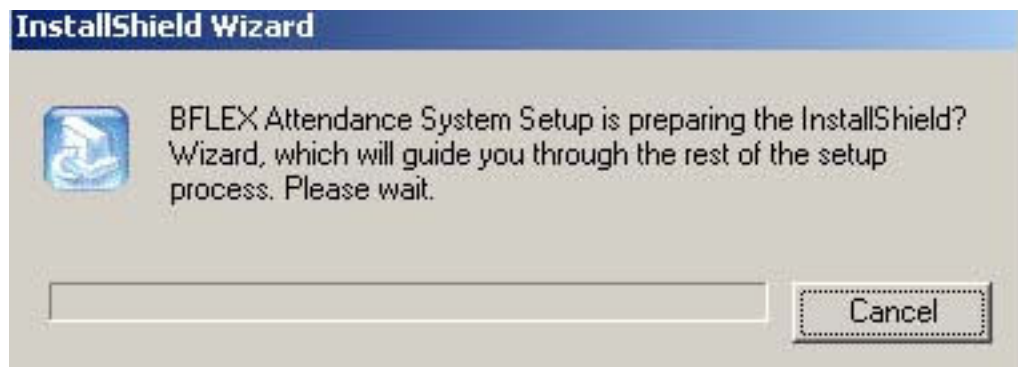 InstallShield Wizard
BFLEX Attendance System Setup is preparing the InstallShield?
Wizard, which will guide you through the rest of the setup
process. Please wait.
Cancel